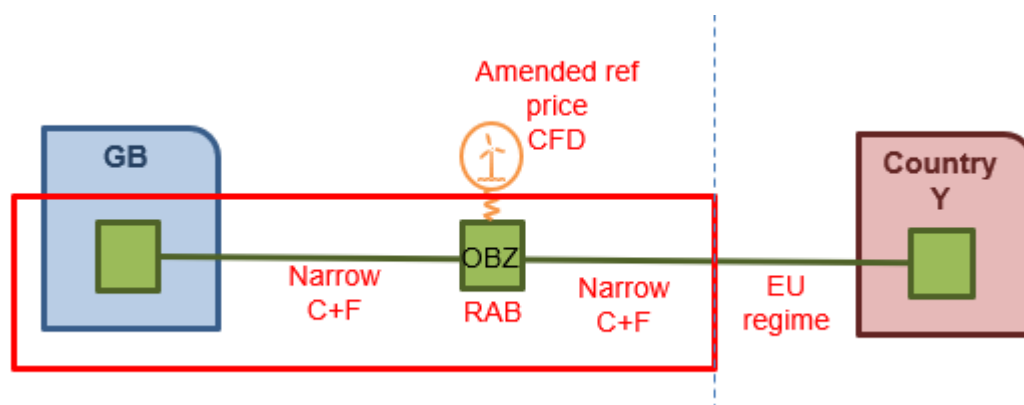 Amended ref
price
CFD
GB
Country
Y
OBZ
Narrow
C+F
RAB
Narrow
C+F
EU
regime